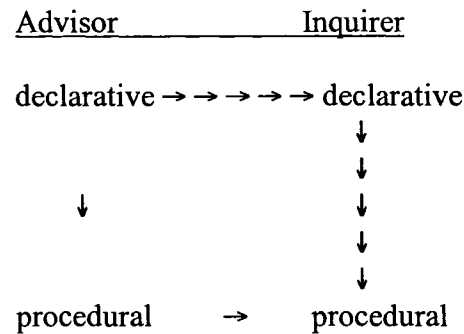 Advisor Inquirer
declarative → → → → → declarative
↓
↓
↓ ↓
↓
↓
procedural → procedural